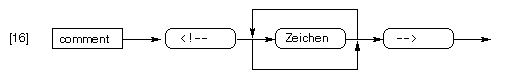 [16] comment <!-- Zeichen -->